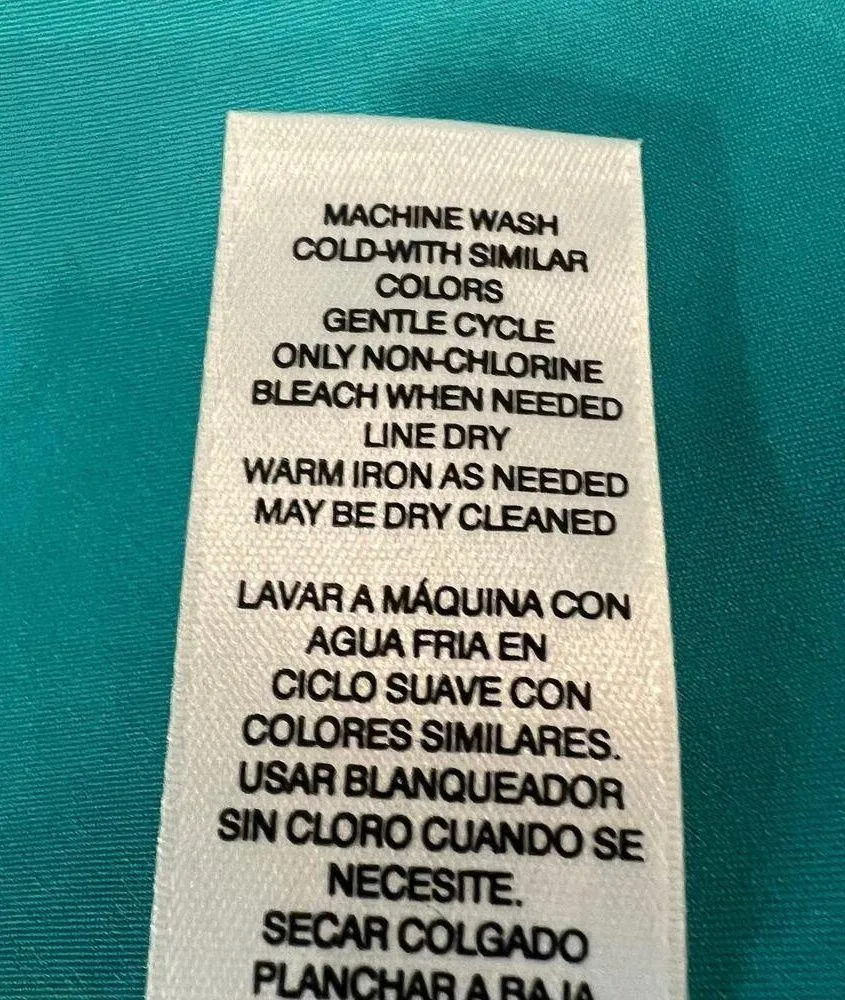 MACHINE WASH
COLD-WITH SIMILAR
COLORS
GENTLE CYCLE
ONLY NON-CHLORINE
BLEACH WHEN NEEDED
LINE DRY
WARM IRON AS NEEDED
MAY BE DRY CLEANED
LAVAR A MÁQUINA CON
AGUA FRIA EN
CICLO SUAVE CON
COLORES SIMILARES.
USAR BLANQUEADOR
SIN CLORO CUANDO SE
NECESITE.
SECAR COLGADO
PLANCHAR A BAJA